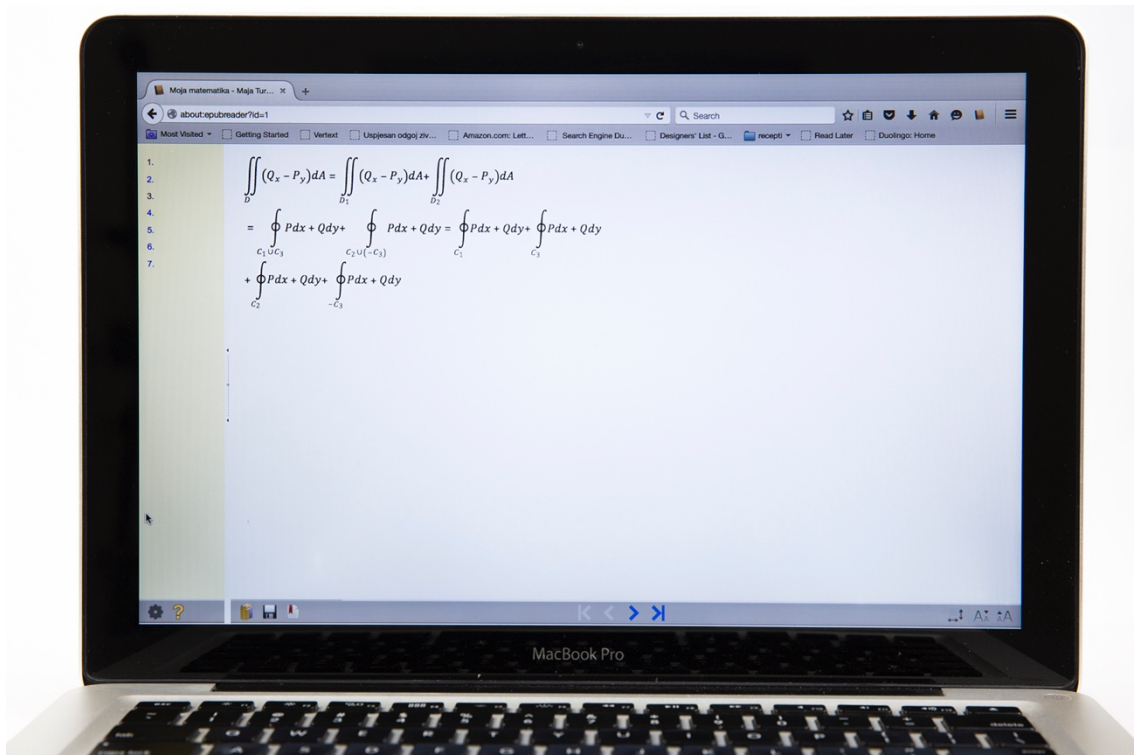 Moja matematika - Maja Tur... × +
about:epubreader?id=1 Search
Most Visited Getting Started Vertext Uspjesan odgoj ziv... Amazon.com: Lett... Search Engine Du... Designers' List - G... recepti Read Later Duolingo: Home
1.
2.
3.
4.
5.
6.
7.
∬_D (Q_x − P_y)dA = ∬_{D_1} (Q_x − P_y)dA+ ∬_{D_2} (Q_x − P_y)dA
= ∮_{C_1∪C_3} Pdx + Qdy+ ∮_{C_2∪(−C_3)} Pdx + Qdy = ∮_{C_1} Pdx + Qdy+ ∮_{C_3} Pdx + Qdy
+ ∮_{C_2} Pdx + Qdy+ ∮_{−C_3} Pdx + Qdy
?
A A
MacBook Pro
delete